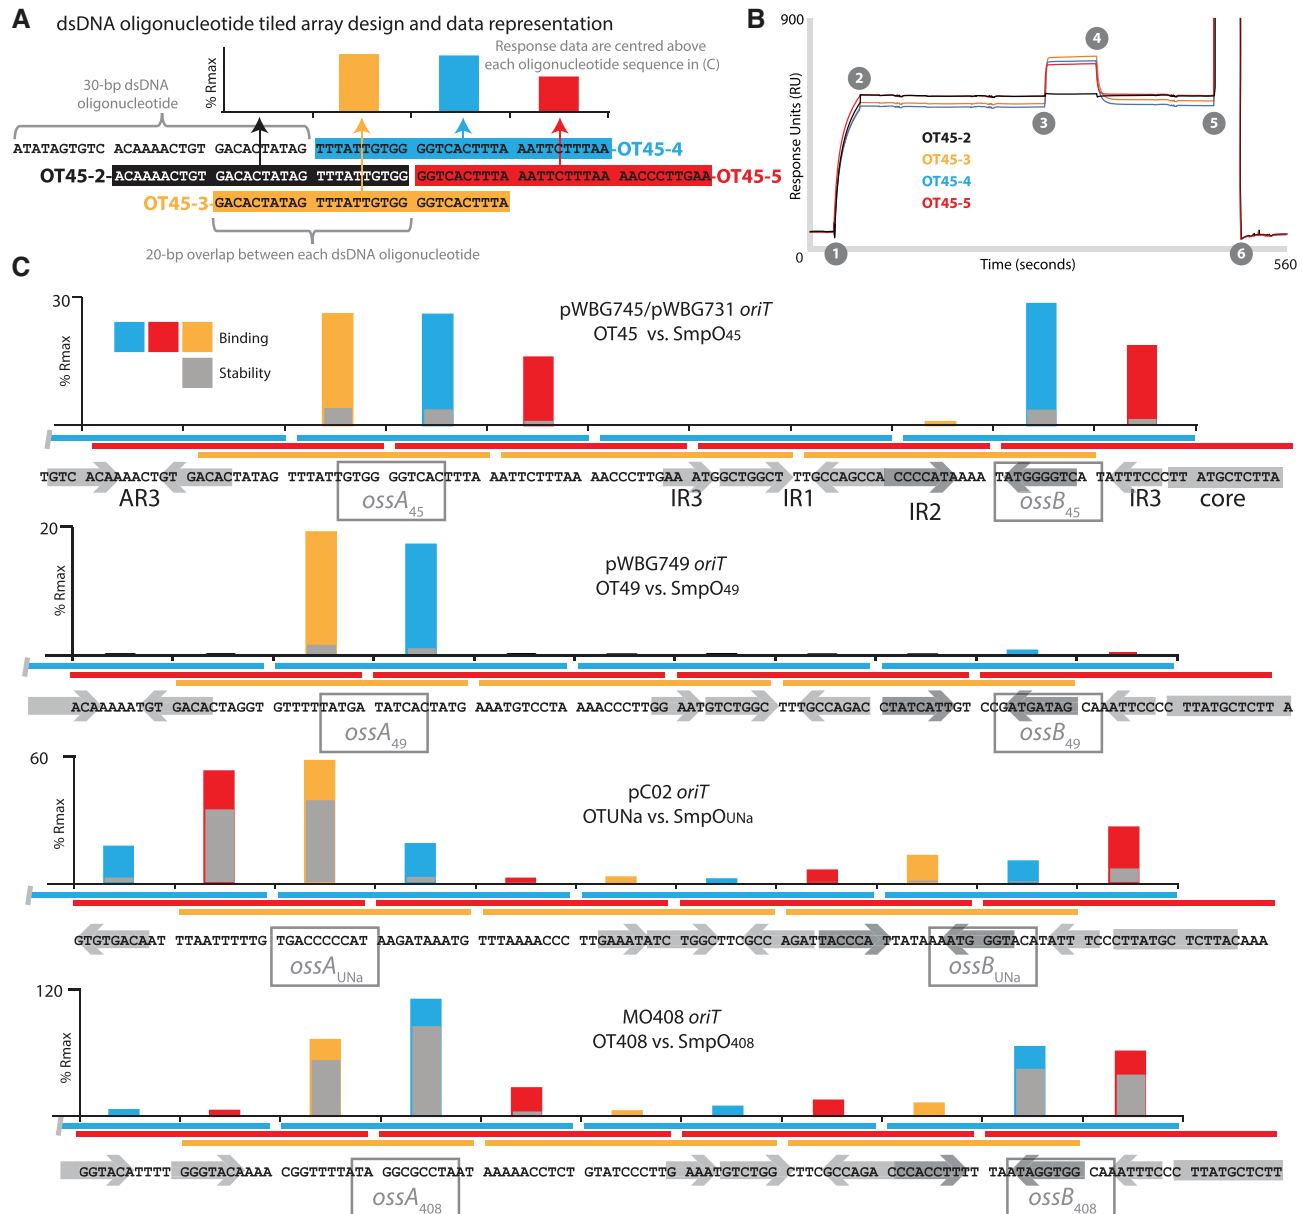 A
dsDNA oligonucleotide tiled array design and data representation
% Rmax
Response data are centred above
each oligonucleotide sequence in (C)
30-bp dsDNA
oligonucleotide
ATATAGTGTC ACAAAACTGT GACACTATAG TTTATTGTGG GGTCACTTTA AATTCTTTAA-OT45-4
OT45-2-ACAAAACTGT GACACTATAG TTTATTGTGG GGTCACTTTA AATTCTTTAA AACCCTTGAA-OT45-5
OT45-3-GACACTATAG TTTATTGTGG GGTCACTTTA
20-bp overlap between each dsDNA oligonucleotide
B
900
Response Units (RU)
0
Time (seconds)
560
1
2
3
4
5
6
OT45-2
OT45-3
OT45-4
OT45-5
C
30
% Rmax
Binding
Stability
pWBG745/pWBG731 oriT
OT45 vs. SmpO45
TGTC ACAAAACTGT GACACTATAG TTTATTGTGG GGTCACTTTA AATTCTTTAA AACCCTTGAA ATGGCTGGCT TTGCCAGCCA CCCCATAAAA TATGGGGTCA TATTTCCCTT ATGCTCTTA
AR3
ossA45
IR3
IR1
IR2
ossB45
IR3
core
20
% Rmax
pWBG749 oriT
OT49 vs. SmpO49
ACAAAAATGT GACACTAGGT GTTTTTATGA TATCACTATG AAATGTCCTA AAACCCTTGG AATGTCTGGC TTTGCCAGAC CTATCATTGT CCGATGATAG CAAATTCCCC TTATGCTCTT A
ossA49
ossB49
60
% Rmax
pC02 oriT
OTUNa vs. SmpOUNa
GTGTGACAAT TTAATTTTTG TGACCCCCAT AAGATAAATG TTTAAAACCC TTGAAATATC TGGCTTCGCC AGATTACCCA TTATAAAATG GGTACATATT TCCCTTATGC TCTTACAAA
ossAUNa
ossBUNa
120
% Rmax
MO408 oriT
OT408 vs. SmpO408
GGTACATTTT GGGTACAAAA CGGTTTTATA GGCGCCTAAT AAAAACCTCT GTATCCCTTG AAATGTCTGG CTTCGCCAGA CCCACCTTTT TAATAGGTGG CAAATTTCCC TTATGCTCTT
ossA408
ossB408